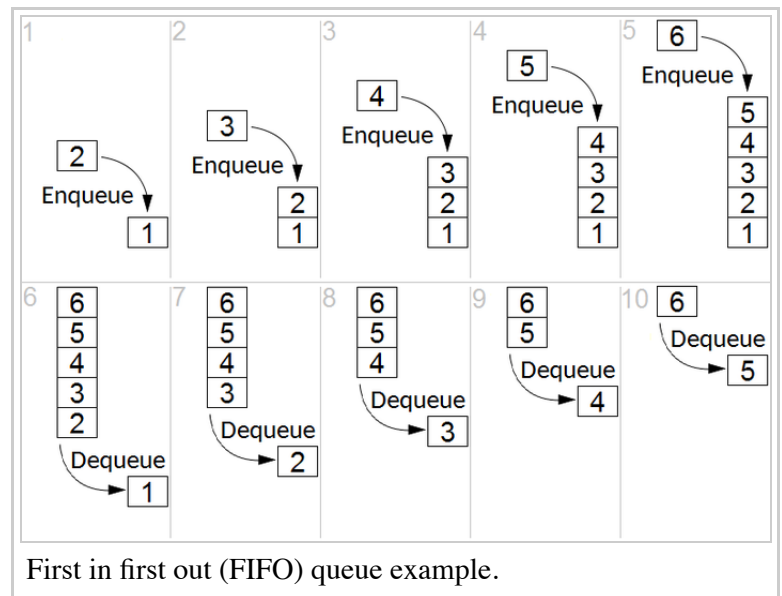 1 2 3 4 5
6
5
Enqueue
4
Enqueue
5
3
Enqueue
4
4
2
Enqueue
3
3
3
Enqueue
2
2
2
2
1
1
1
1
1
6 7 8 9 10
6 6 6 6 6
5 5 5 5 Dequeue
4 4 4 Dequeue 5
3 3 Dequeue 4
2 Dequeue 3
Dequeue 2
1
First in first out (FIFO) queue example.